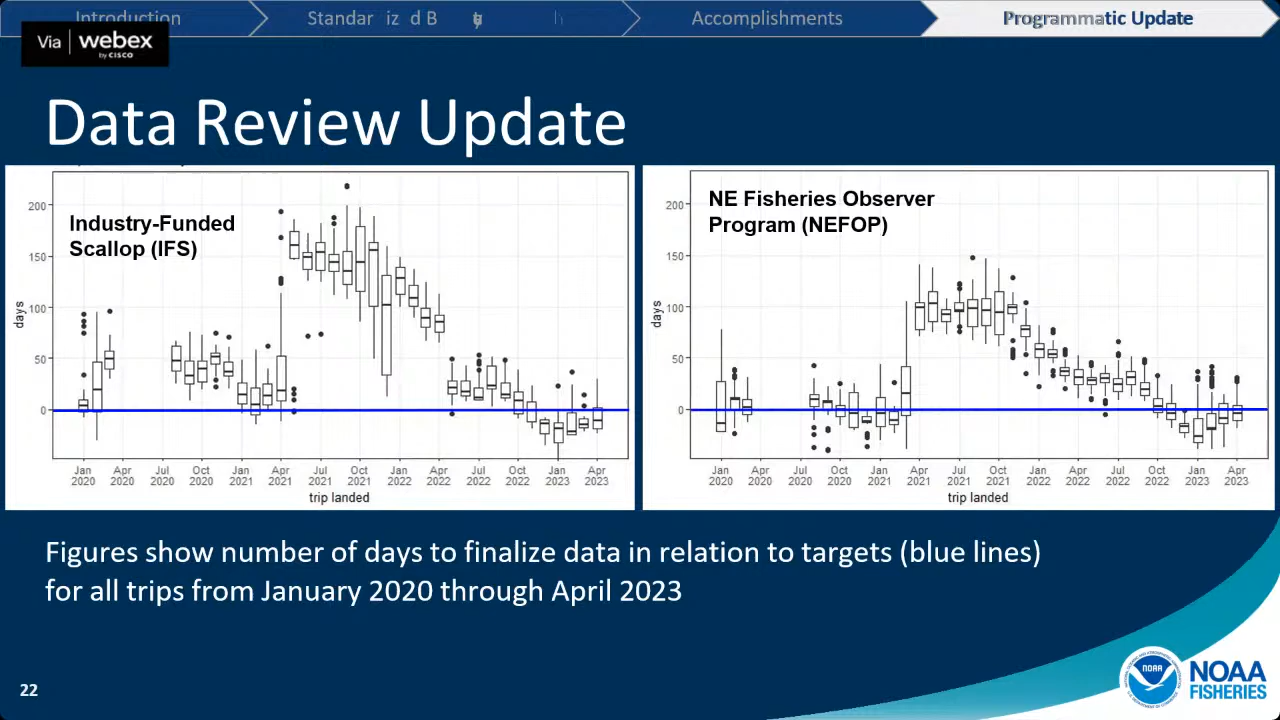 Introduction
Accomplishments
Programmatic Update
Via webex
by CISCO
Data Review Update
200
150
100
50
0
days
Industry-Funded
Scallop (IFS)
Jan Apr Jul Oct Jan Apr Jul Oct Jan Apr Jul Oct Jan Apr
2020 2020 2020 2020 2021 2021 2021 2021 2022 2022 2022 2022 2023 2023
trip landed
200
150
100
50
0
days
NE Fisheries Observer
Program (NEFOP)
Jan Apr Jul Oct Jan Apr Jul Oct Jan Apr Jul Oct Jan Apr
2020 2020 2020 2020 2021 2021 2021 2021 2022 2022 2022 2022 2023 2023
trip landed
Figures show number of days to finalize data in relation to targets (blue lines)
for all trips from January 2020 through April 2023
22
NOAA
NOAA
FISHERIES